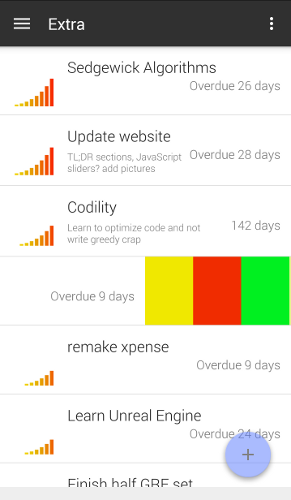 Extra
Sedgewick Algorithms
Overdue 26 days
Update website
TL;DR sections, JavaScript
sliders? add pictures
Overdue 28 days
Codility
Learn to optimize code and not
write greedy crap
142 days
Overdue 9 days
remake xpense
Overdue 9 days
Learn Unreal Engine
Overdue 24 days
+
Finish half GRE set